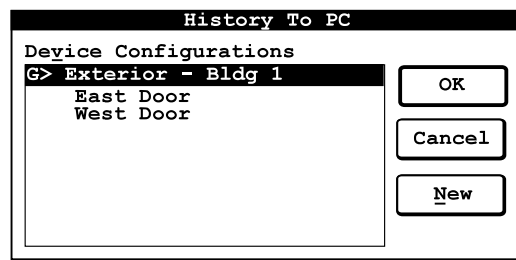 History To PC
Device Configurations
G> Exterior - Bldg 1
East Door
West Door
OK
Cancel
New